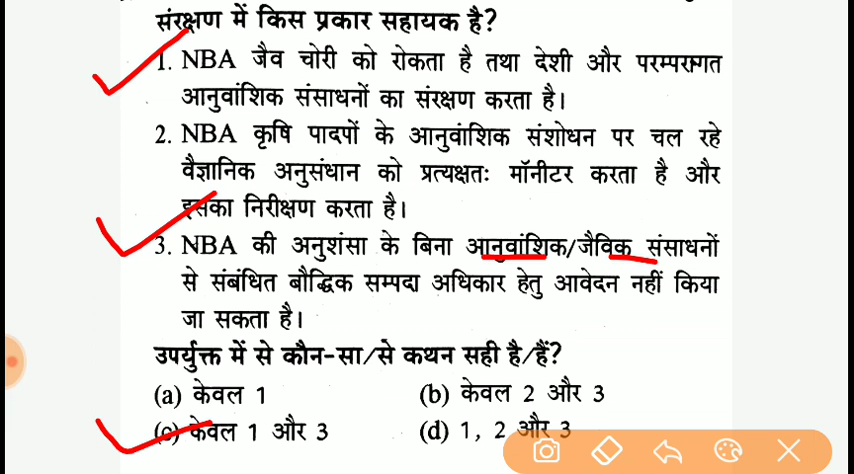 संरक्षण में किस प्रकार सहायक है?
1. NBA जैव चोरी को रोकता है तथा देशी और परम्परागत
आनुवांशिक संसाधनों का संरक्षण करता है।
2. NBA कृषि पादपों के आनुवांशिक संशोधन पर चल रहे
वैज्ञानिक अनुसंधान को प्रत्यक्षतः मॉनीटर करता है और
इसका निरीक्षण करता है।
3. NBA की अनुशंसा के बिना आनुवांशिक/जैविक संसाधनों
से संबंधित बौद्धिक सम्पदा अधिकार हेतु आवेदन नहीं किया
जा सकता है।
उपर्युक्त में से कौन-सा/से कथन सही है/हैं?
(a) केवल 1 (b) केवल 2 और 3
(c) केवल 1 और 3 (d) 1, 2 और 3